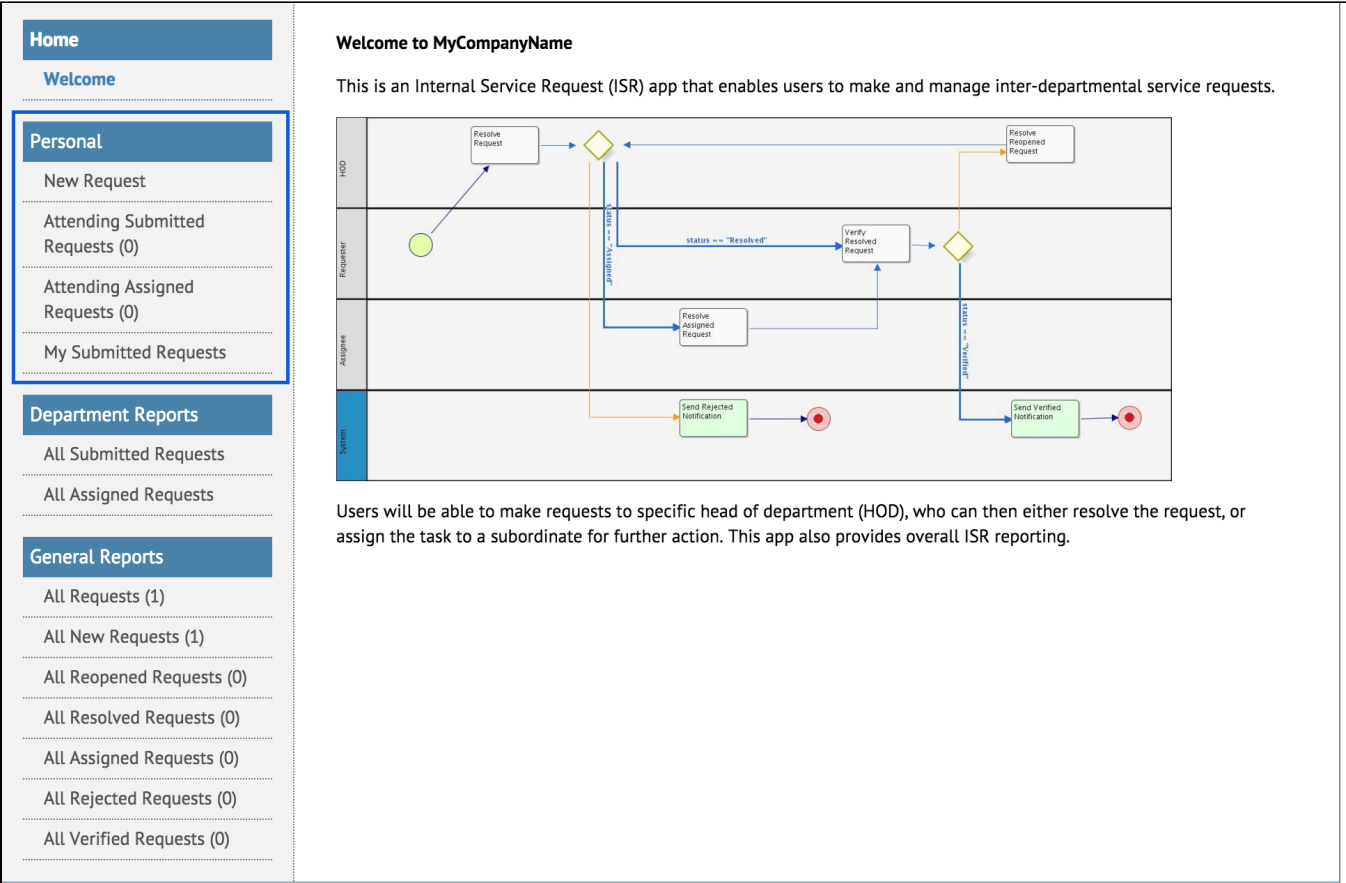 Home
Welcome
Personal
New Request
Attending Submitted
Requests (0)
Attending Assigned
Requests (0)
My Submitted Requests
Department Reports
All Submitted Requests
All Assigned Requests
General Reports
All Requests (1)
All New Requests (1)
All Reopened Requests (0)
All Resolved Requests (0)
All Assigned Requests (0)
All Rejected Requests (0)
All Verified Requests (0)
Welcome to MyCompanyName
This is an Internal Service Request (ISR) app that enables users to make and manage inter-departmental service requests.
HOD
Resolve
Request
Resolve
Reopened
Request
Requester
status == "Assigned"
status == "Resolved"
Verify
Resolved
Request
Assignee
Resolve
Assigned
Request
status == "Verified"
System
Send Rejected
Notification
Send Verified
Notification
Users will be able to make requests to specific head of department (HOD), who can then either resolve the request, or
assign the task to a subordinate for further action. This app also provides overall ISR reporting.